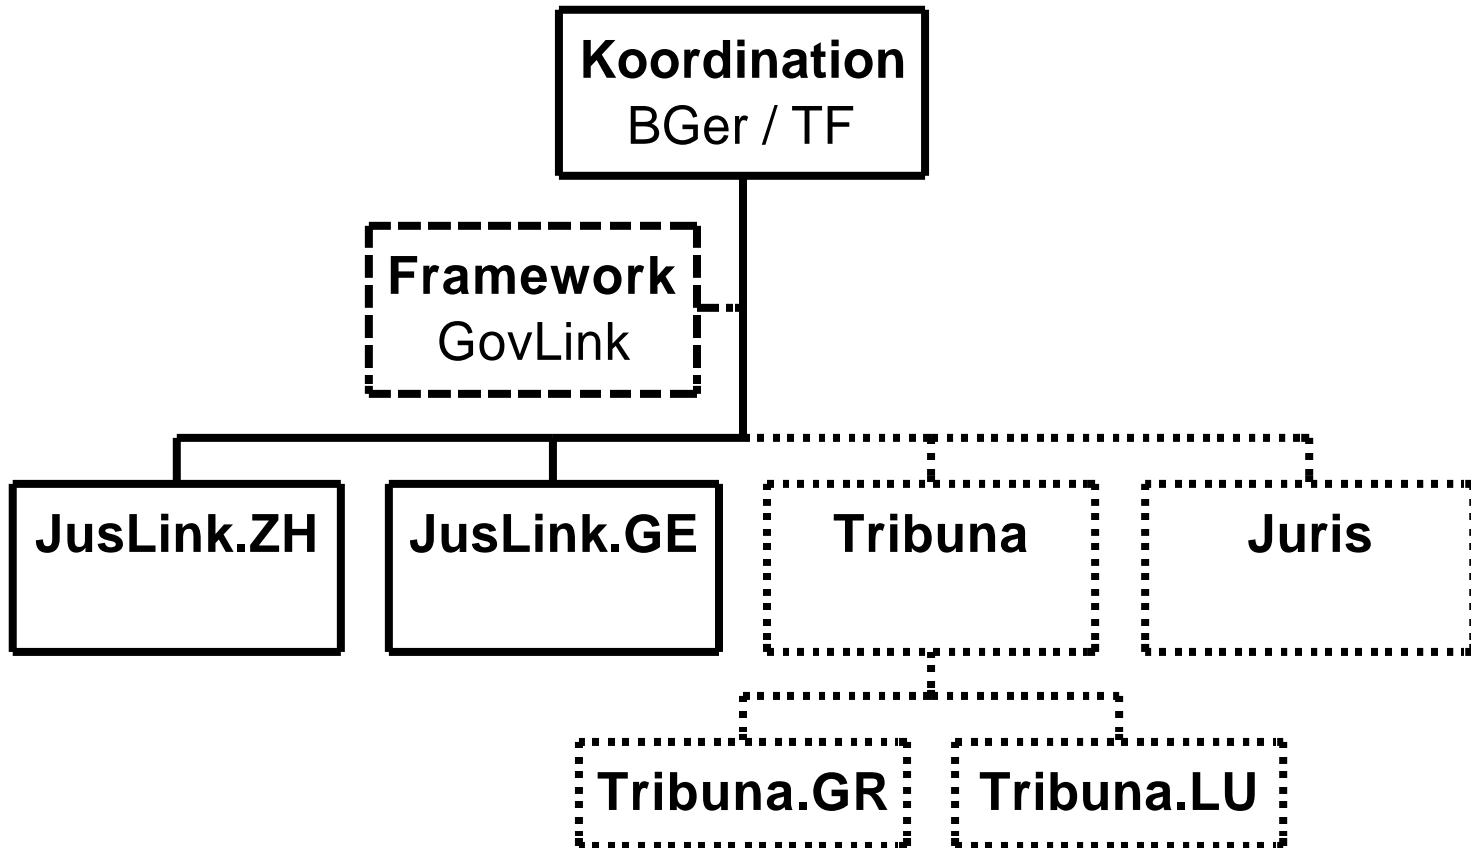 Koordination
BGer / TF
Framework
GovLink
JusLink.ZH
JusLink.GE
Tribuna
Juris
Tribuna.GR
Tribuna.LU